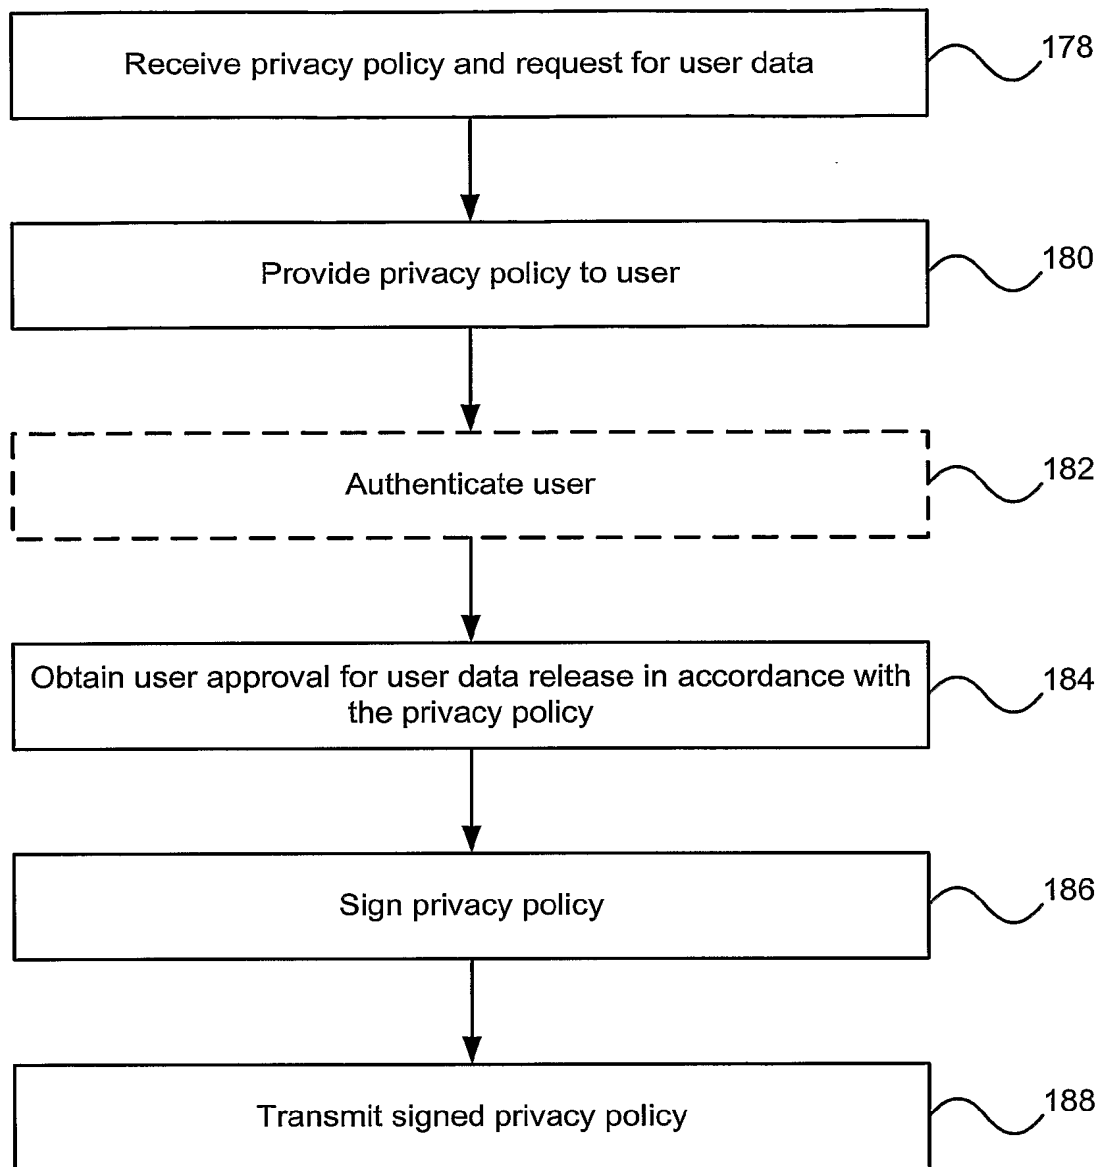 Receive privacy policy and request for user data
178
Provide privacy policy to user
180
Authenticate user
182
Obtain user approval for user data release in accordance with
the privacy policy
184
Sign privacy policy
186
Transmit signed privacy policy
188